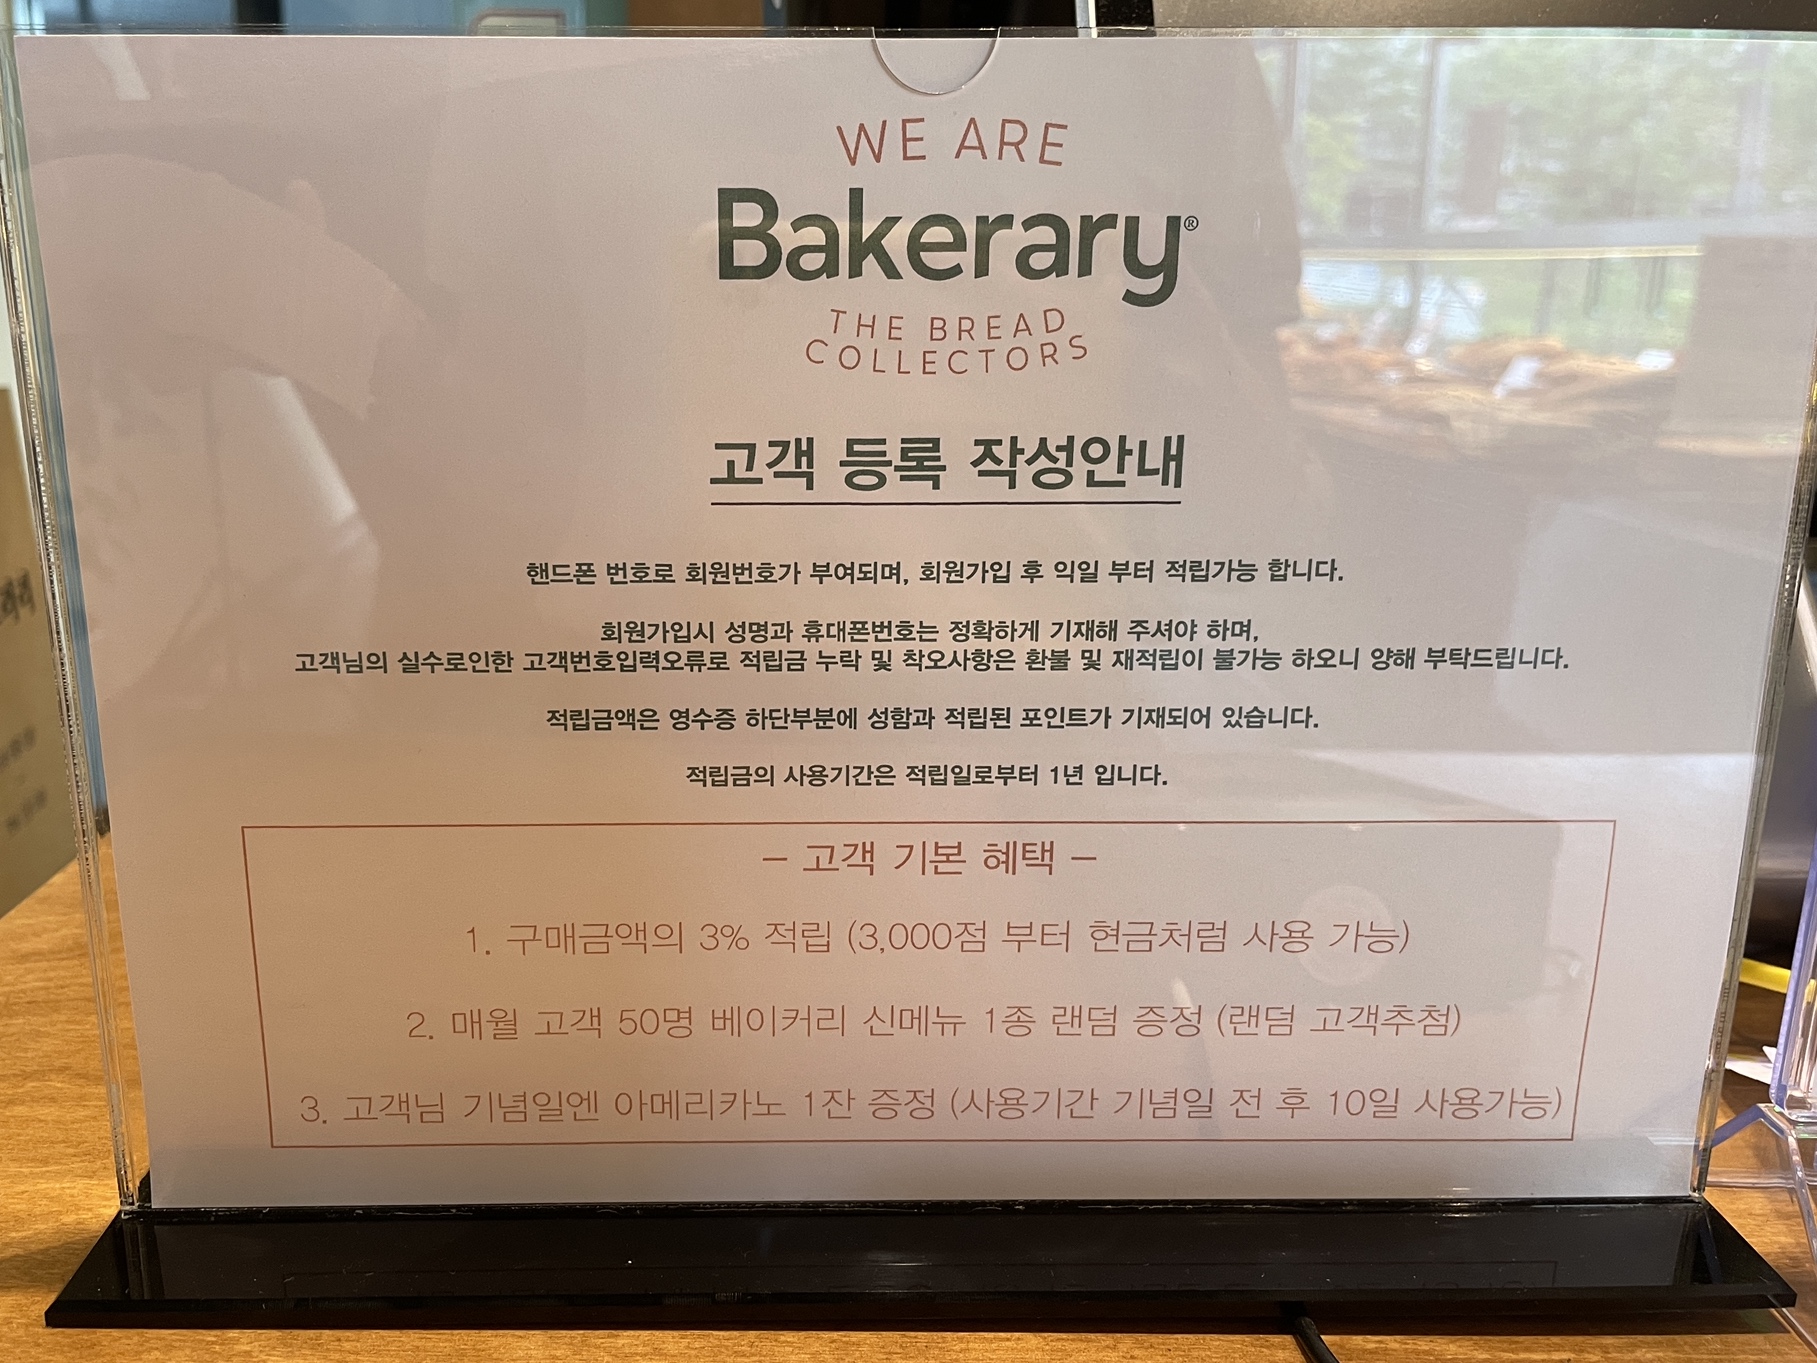 WE ARE
Bakerary®
THE BREAD
COLLECTORS
고객 등록 작성안내
핸드폰 번호로 회원번호가 부여되며, 회원가입 후 익일 부터 적립가능 합니다.
회원가입시 성명과 휴대폰번호는 정확하게 기재해 주셔야 하며,
고객님의 실수로인한 고객번호입력오류로 적립금 누락 및 착오사항은 환불 및 재적립이 불가능 하오니 양해 부탁드립니다.
적립금액은 영수증 하단부분에 성함과 적립된 포인트가 기재되어 있습니다.
적립금의 사용기간은 적립일로부터 1년 입니다.
– 고객 기본 혜택 –
1. 구매금액의 3% 적립 (3,000점 부터 현금처럼 사용 가능)
2. 매월 고객 50명 베이커리 신메뉴 1종 랜덤 증정 (랜덤 고객추첨)
3. 고객님 기념일엔 아메리카노 1잔 증정 (사용기간 기념일 전 후 10일 사용가능)